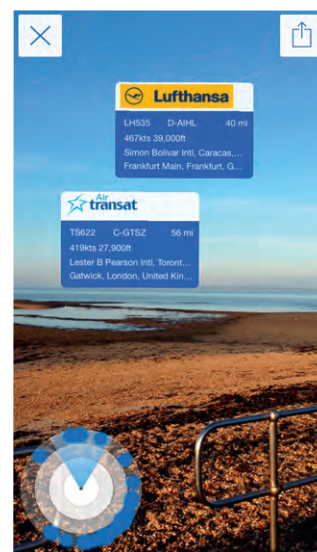 Lufthansa
LH535 D-AIHL 40 mi
467kts 39,000ft
Simon Bolivar Intl, Caracas,...
Frankfurt Main, Frankfurt, G...
Air
transat
TS622 C-GTSZ 56 mi
419kts 27,900ft
Lester B Pearson Intl, Toront...
Gatwick, London, United Kin...